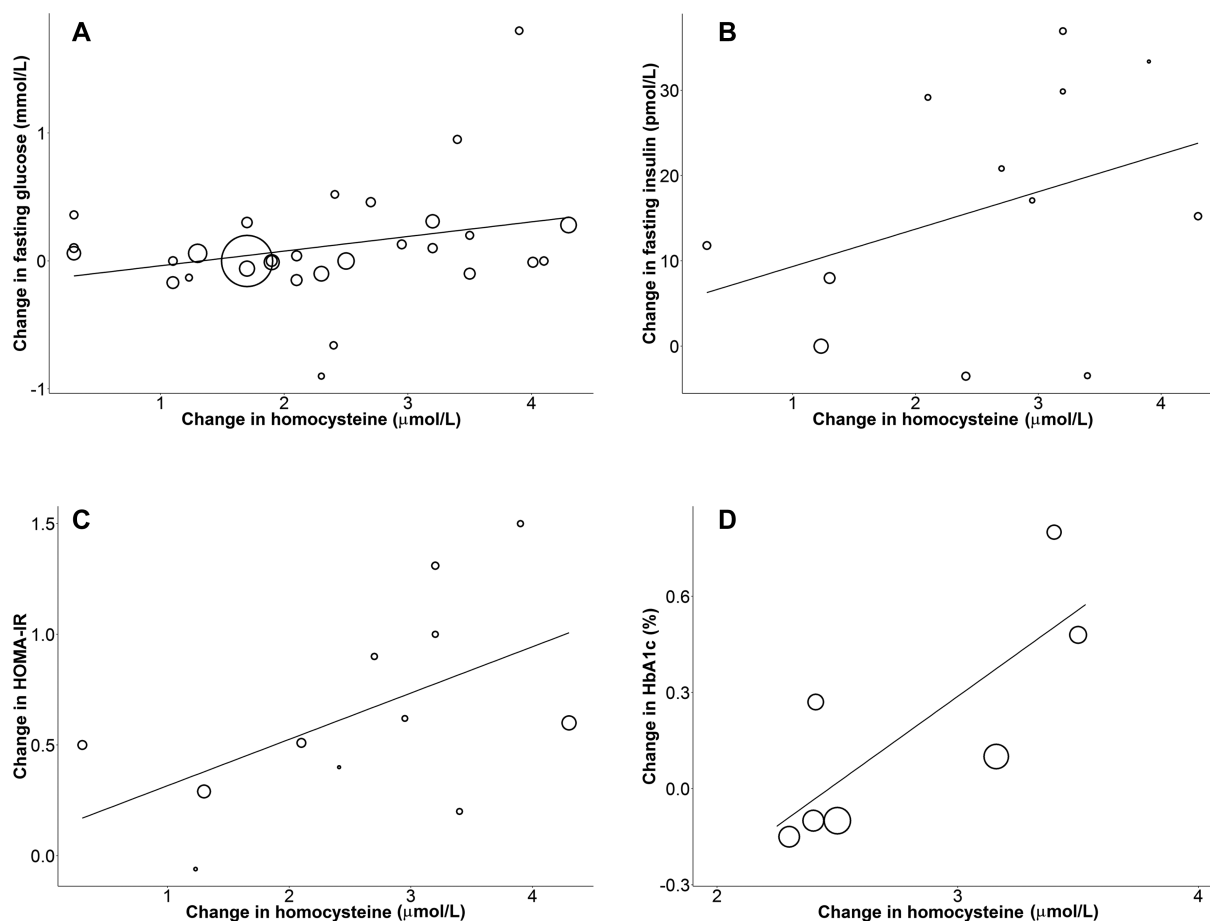 A
Change in fasting glucose (mmol/L)
1
0
-1
1 2 3 4
Change in homocysteine (μmol/L)
B
Change in fasting insulin (pmol/L)
30
20
10
0
1 2 3 4
Change in homocysteine (μmol/L)
C
Change in HOMA-IR
1.5
1.0
0.5
0.0
1 2 3 4
Change in homocysteine (μmol/L)
D
Change in HbA1c (%)
0.6
0.3
0.0
-0.3
2 3 4
Change in homocysteine (μmol/L)